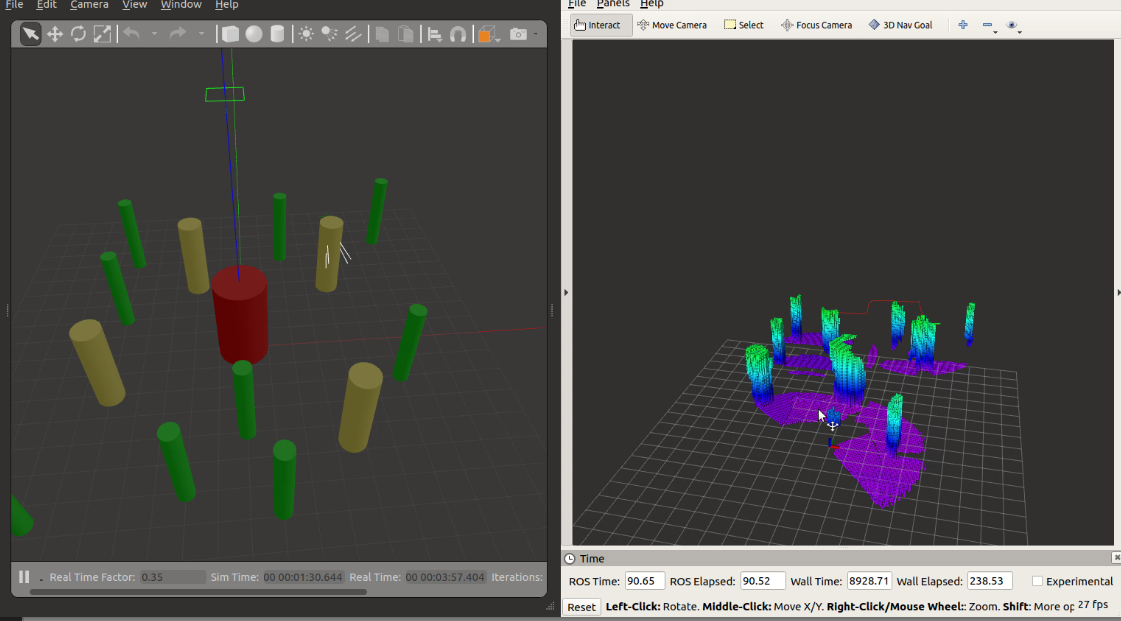 File Edit Camera View Window Help
File Panels Help
Interact Move Camera Select Focus Camera 3D Nav Goal
Real Time Factor: 0.35 Sim Time: 00 00:01:30.644 Real Time: 00 00:03:57.404 Iterations:
Time
ROS Time: 90.65 ROS Elapsed: 90.52 Wall Time: 8928.71 Wall Elapsed: 238.53 Experimental
Reset Left-Click: Rotate. Middle-Click: Move X/Y. Right-Click/Mouse Wheel:: Zoom. Shift: More op 27 fps